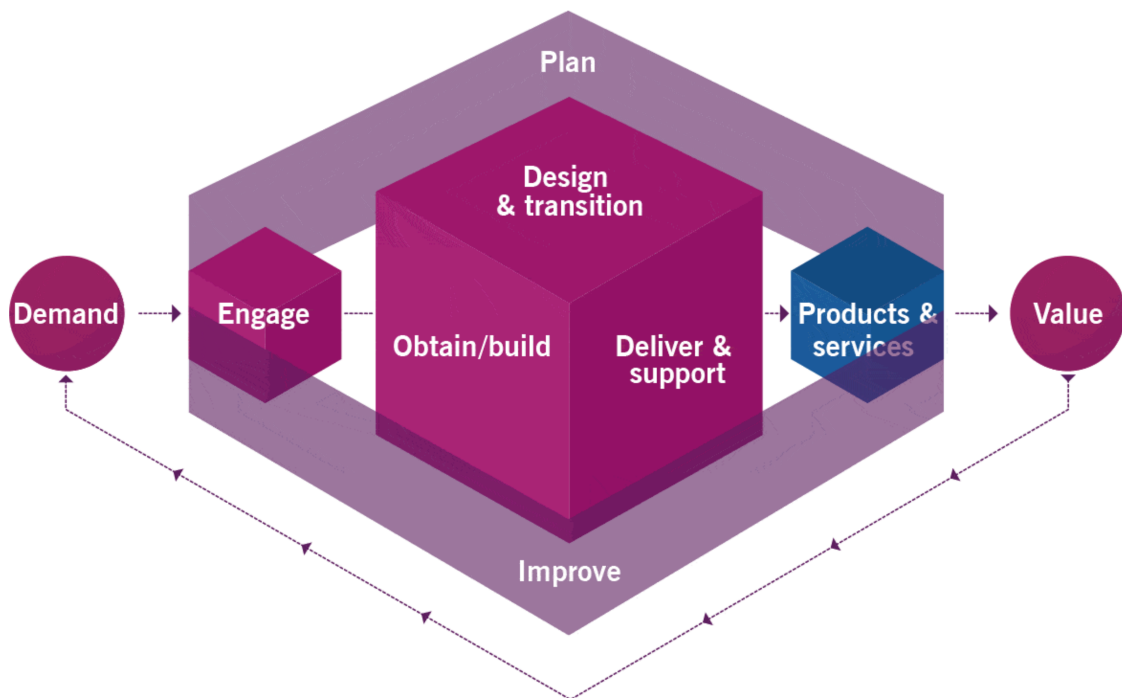 Plan
Design
& transition
Demand
Engage
Obtain/build
Deliver &
support
Products &
services
Value
Improve